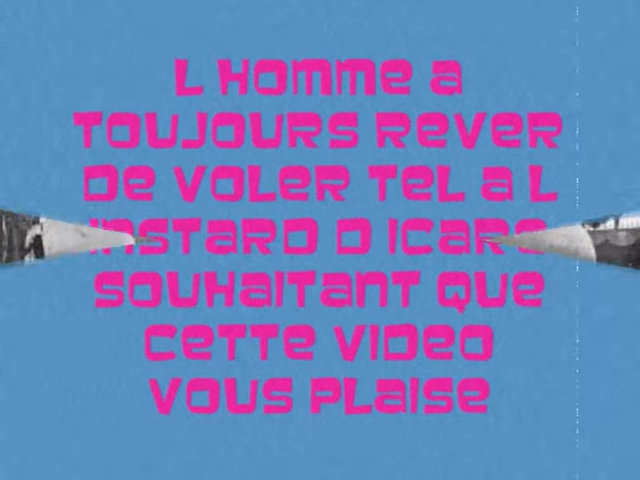 L HOMME A
TOUJOURS REVER
DE VOLER TEL A L
INSTARD D ICARE
SOUHAITANT QUE
CETTE VIDEO
VOUS PLAISE